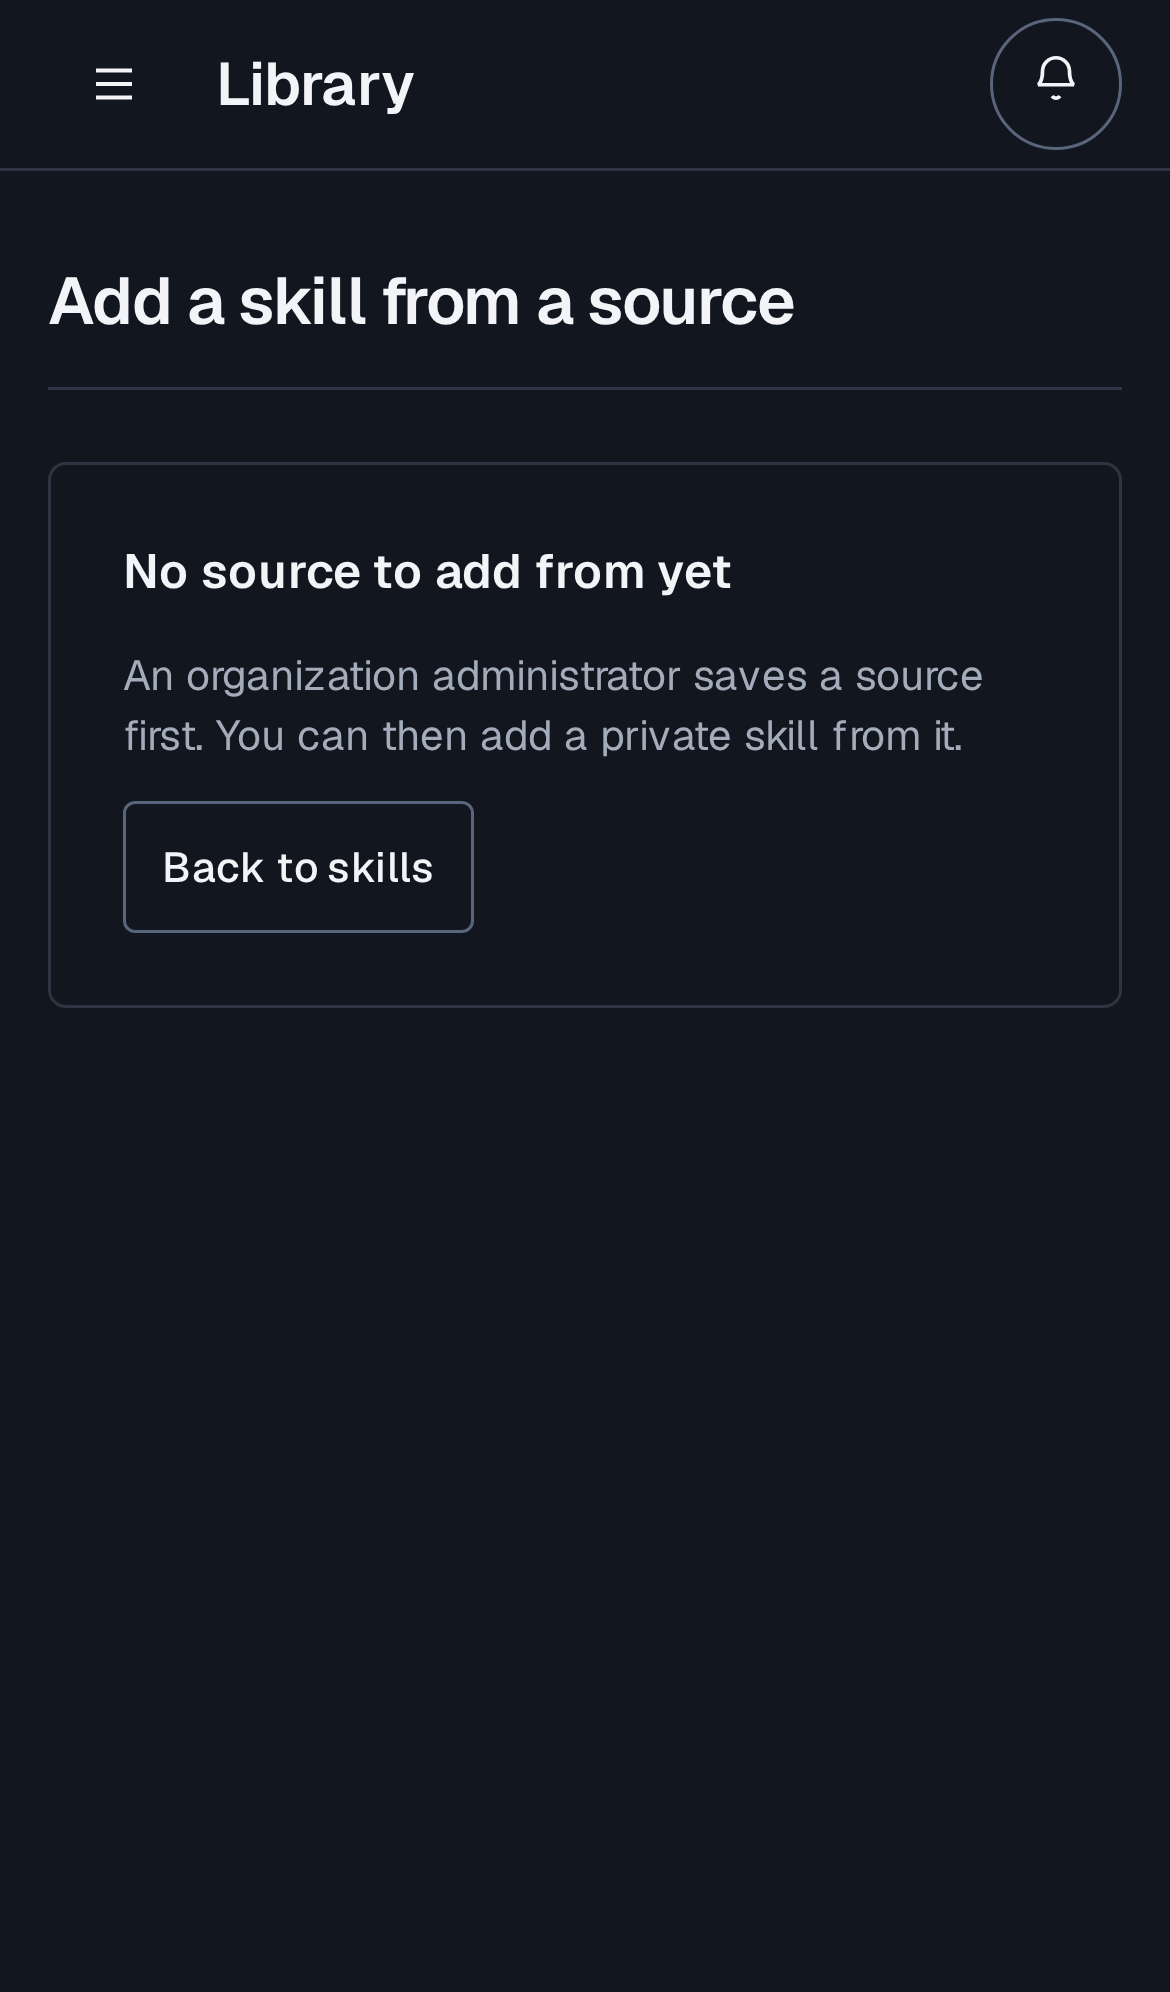 Library
Add a skill from a source
No source to add from yet
An organization administrator saves a source
first. You can then add a private skill from it.
Back to skills